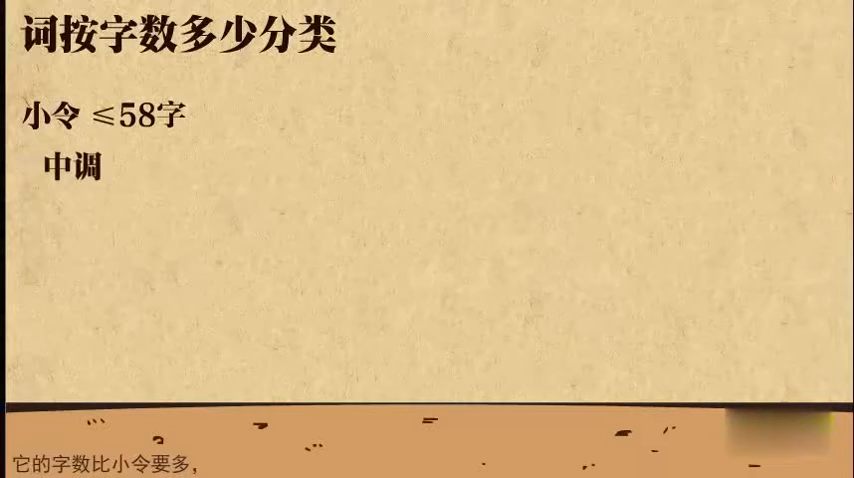 词按字数多少分类
小令 ≤58字
中调
它的字数比小令要多，